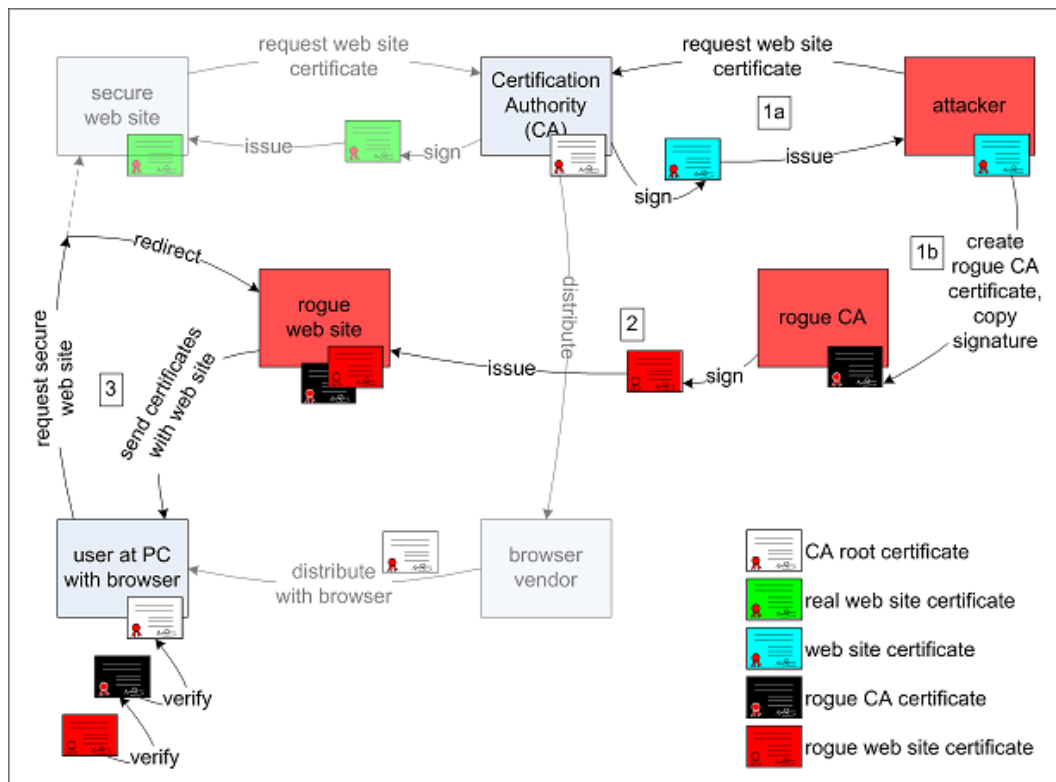 request web site
certificate
request web site
certificate
secure
web site
Certification
Authority
(CA)
attacker
1a
issue
sign
issue
sign
1b
create
rogue CA
certificate,
copy
signature
redirect
rogue
web site
distribute
2
rogue CA
issue
sign
request secure
web site
3
send certificates
with web site
user at PC
with browser
distribute
with browser
browser
vendor
verify
verify
CA root certificate
real web site certificate
web site certificate
rogue CA certificate
rogue web site certificate